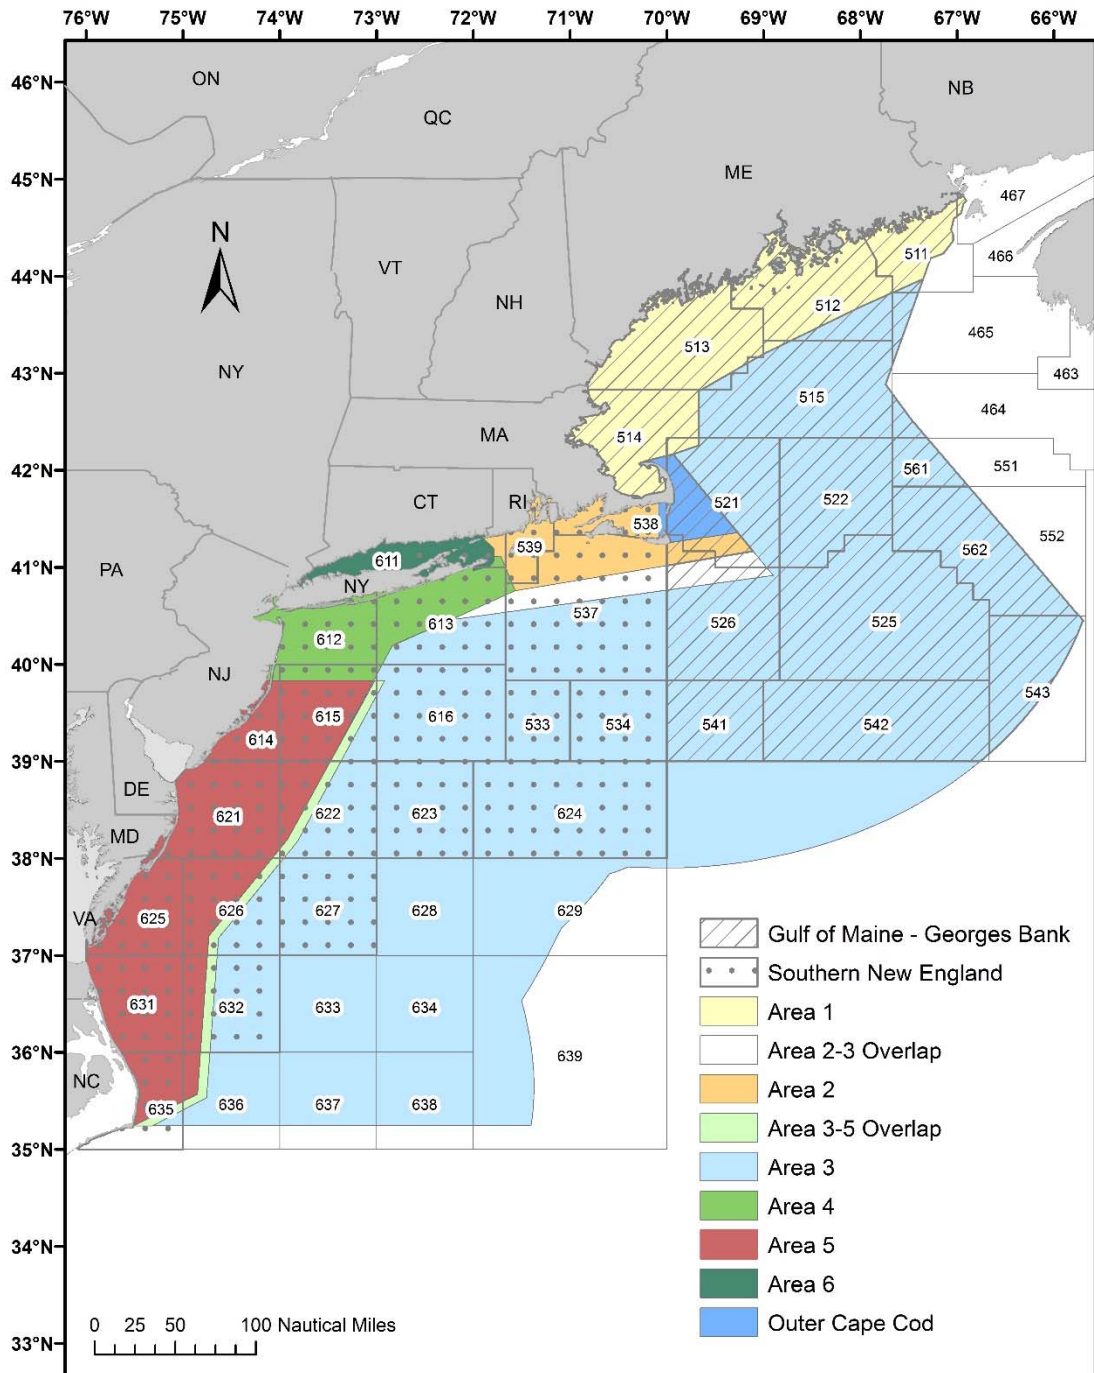 76°W 75°W 74°W 73°W 72°W 71°W 70°W 69°W 68°W 67°W 66°W
46°N
ON
NB
QC
45°N
ME
467
N
511
466
44°N
VT
NH
512
465
513
43°N
NY
463
515
464
MA
514
42°N
561
551
CT
RI
521
522
538
552
539
562
611
41°N
PA
NY
537
526
525
613
612
40°N
NJ
543
615
616
533
534
541
542
614
39°N
DE
621
622
623
624
MD
38°N
VA
625
626
627
628
629
Gulf of Maine - Georges Bank
37°N
Southern New England
631
632
633
634
Area 1
36°N
639
Area 2-3 Overlap
NC
Area 2
635
636
637
638
Area 3-5 Overlap
35°N
Area 3
Area 4
34°N
Area 5
Area 6
0 25 50 100 Nautical Miles
Outer Cape Cod
33°N